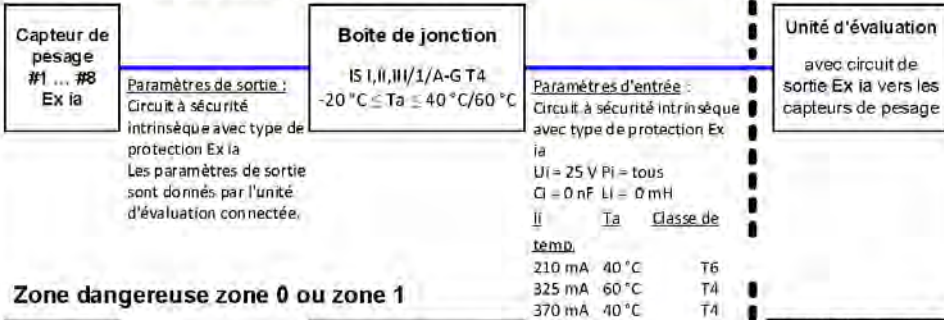 Capteur de
pesage
#1 ... #8
Ex ia
Paramètres de sortie :
Circuit à sécurité
intrinsèque avec type de
protection Ex ia
Les paramètres de sortie
sont donnés par l'unité
d'évaluation connectée.
Boîte de jonction
IS I,II,III/1/A-G T4
-20 °C ≤ Ta ≤ 40 °C/60 °C
Paramètres d'entrée :
Circuit à sécurité intrinsèque
avec type de protection Ex
ia
Ui = 25 V Pi = tous
Ci = 0 nF Li = 0 mH
Ii Ta Classe de
temp.
210 mA 40 °C T6
325 mA 60 °C T4
370 mA 40 °C T4
Unité d'évaluation
avec circuit de
sortie Ex ia vers les
capteurs de pesage
Zone dangereuse zone 0 ou zone 1